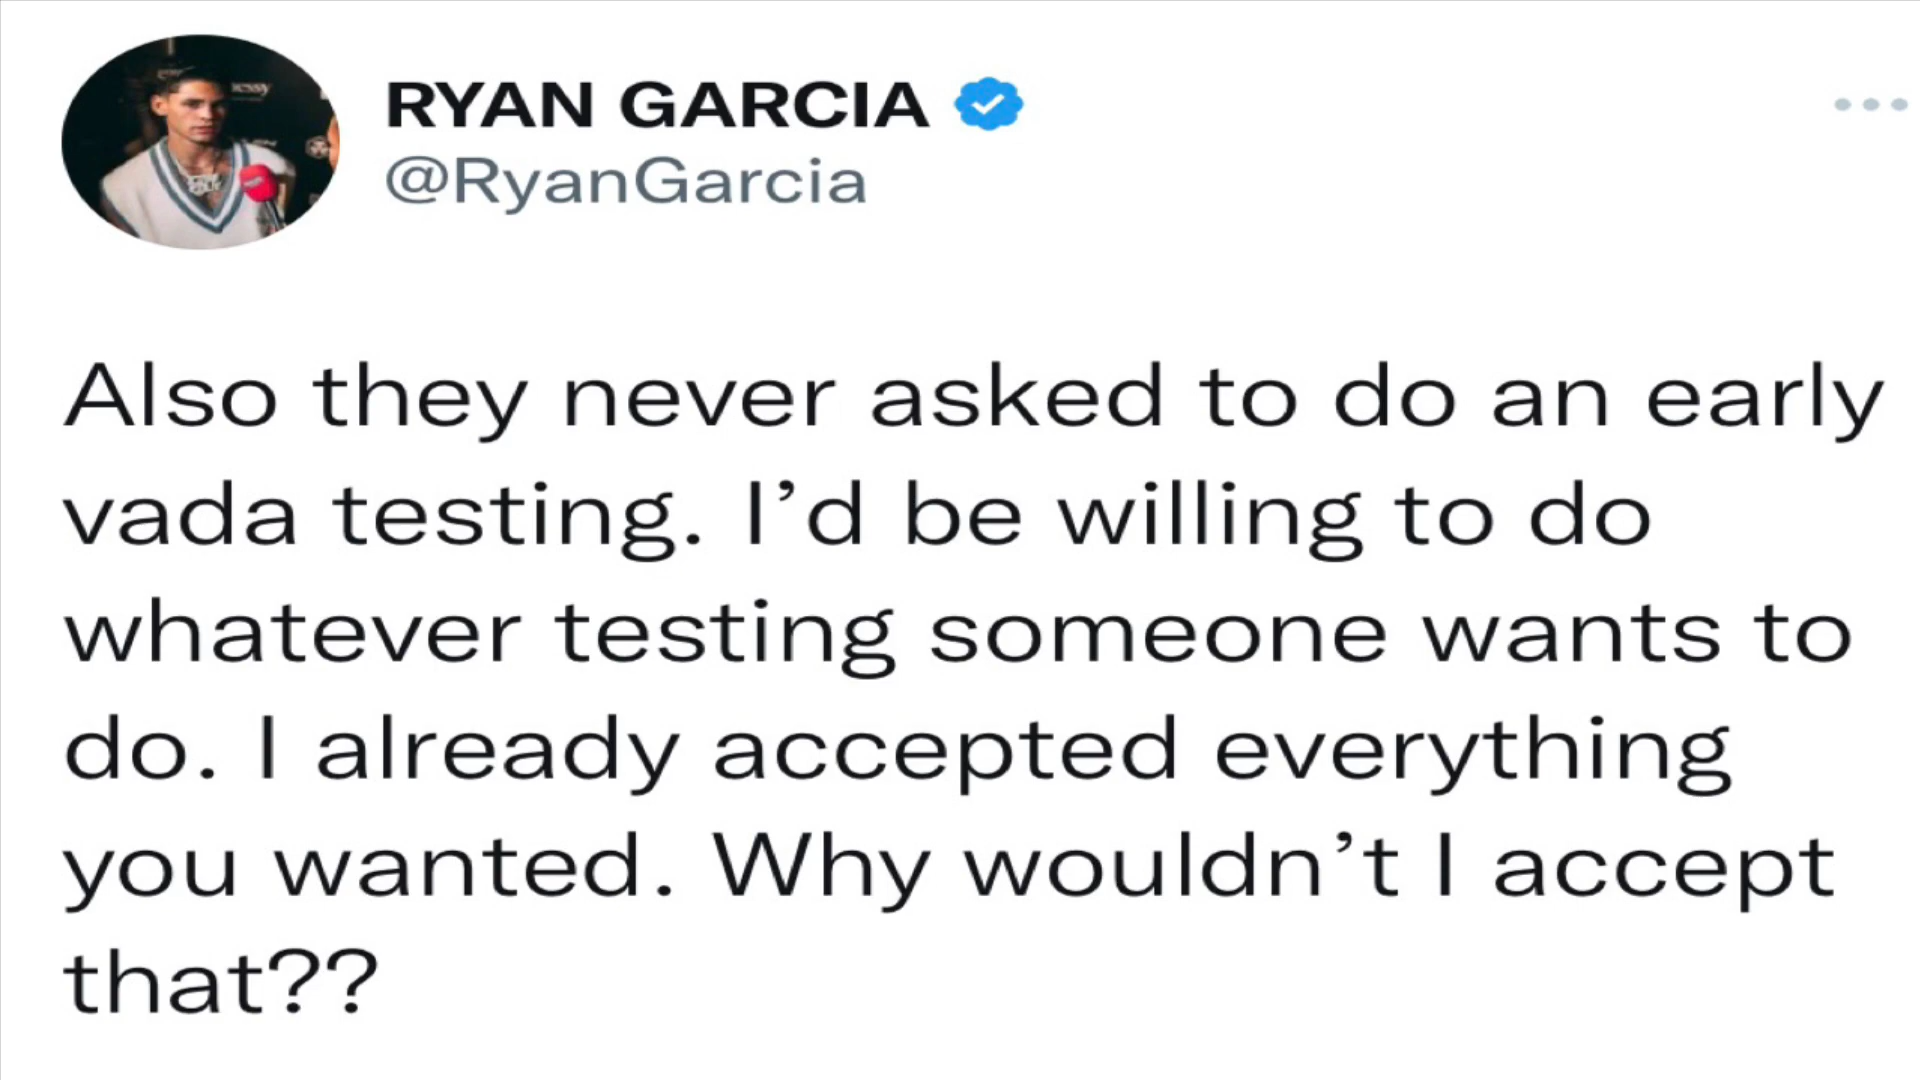 RYAN GARCIA
@RyanGarcia
Also they never asked to do an early
vada testing. I’d be willing to do
whatever testing someone wants to
do. I already accepted everything
you wanted. Why wouldn’t I accept
that??